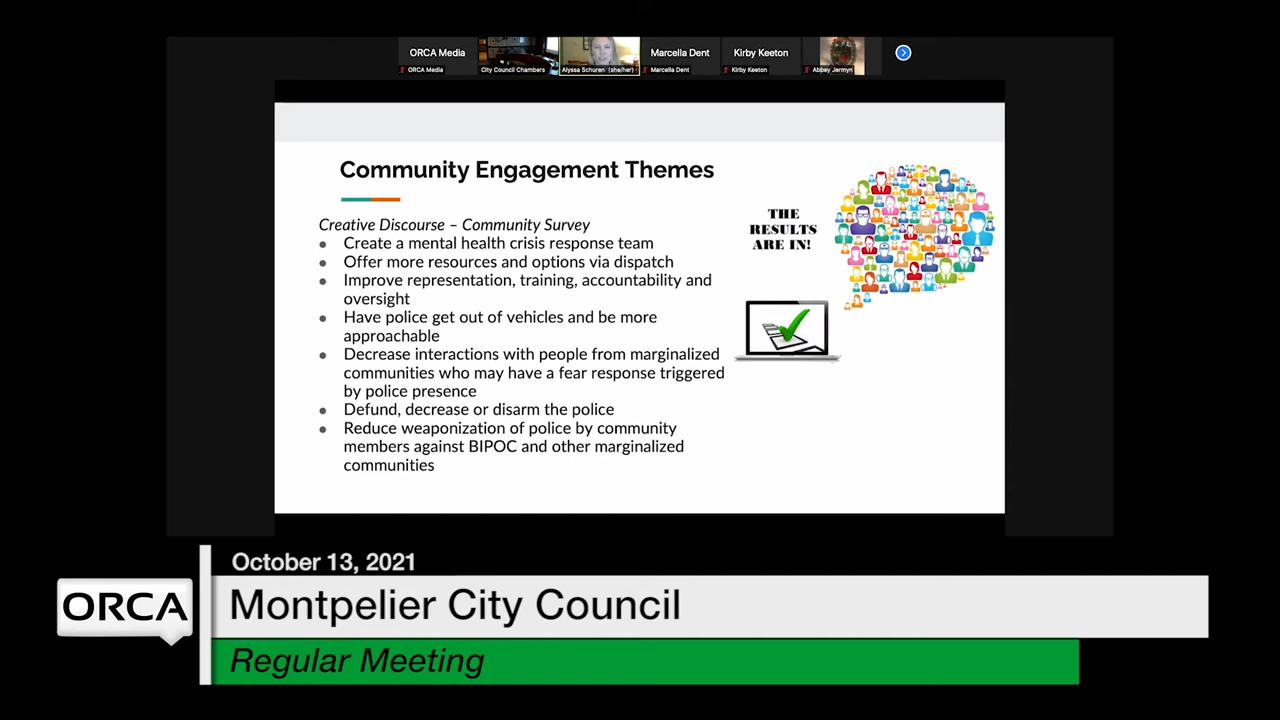 ORCA Media
Marcella Dent
Kirby Keeton
ORCA Media
City Council Chambers
Alyssa Schuren (she/her)
Marcella Dent
Kirby Keeton
Abbey Jermyn
Community Engagement Themes
Creative Discourse – Community Survey
● Create a mental health crisis response team
● Offer more resources and options via dispatch
● Improve representation, training, accountability and
oversight
● Have police get out of vehicles and be more
approachable
● Decrease interactions with people from marginalized
communities who may have a fear response triggered
by police presence
● Defund, decrease or disarm the police
● Reduce weaponization of police by community
members against BIPOC and other marginalized
communities
THE
RESULTS
ARE IN!
October 13, 2021
ORCA
Montpelier City Council
Regular Meeting